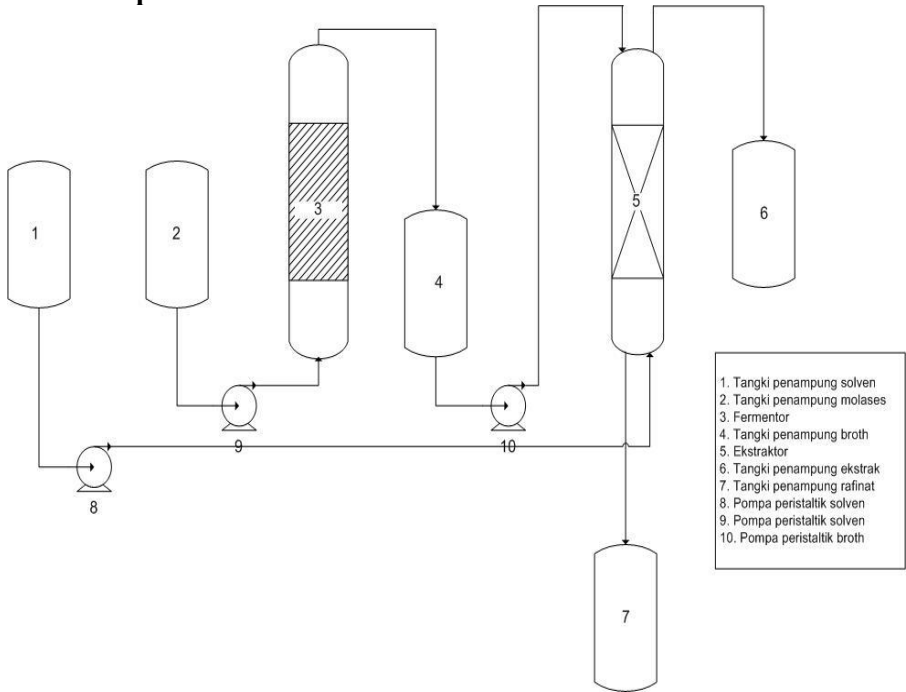 1
2
3
4
5
6
7
8
9
10
1. Tangki penampung solven
2. Tangki penampung molases
3. Fermentor
4. Tangki penampung broth
5. Ekstraktor
6. Tangki penampung ekstrak
7. Tangki penampung rafinat
8. Pompa peristaltik solven
9. Pompa peristaltik solven
10. Pompa peristaltik broth